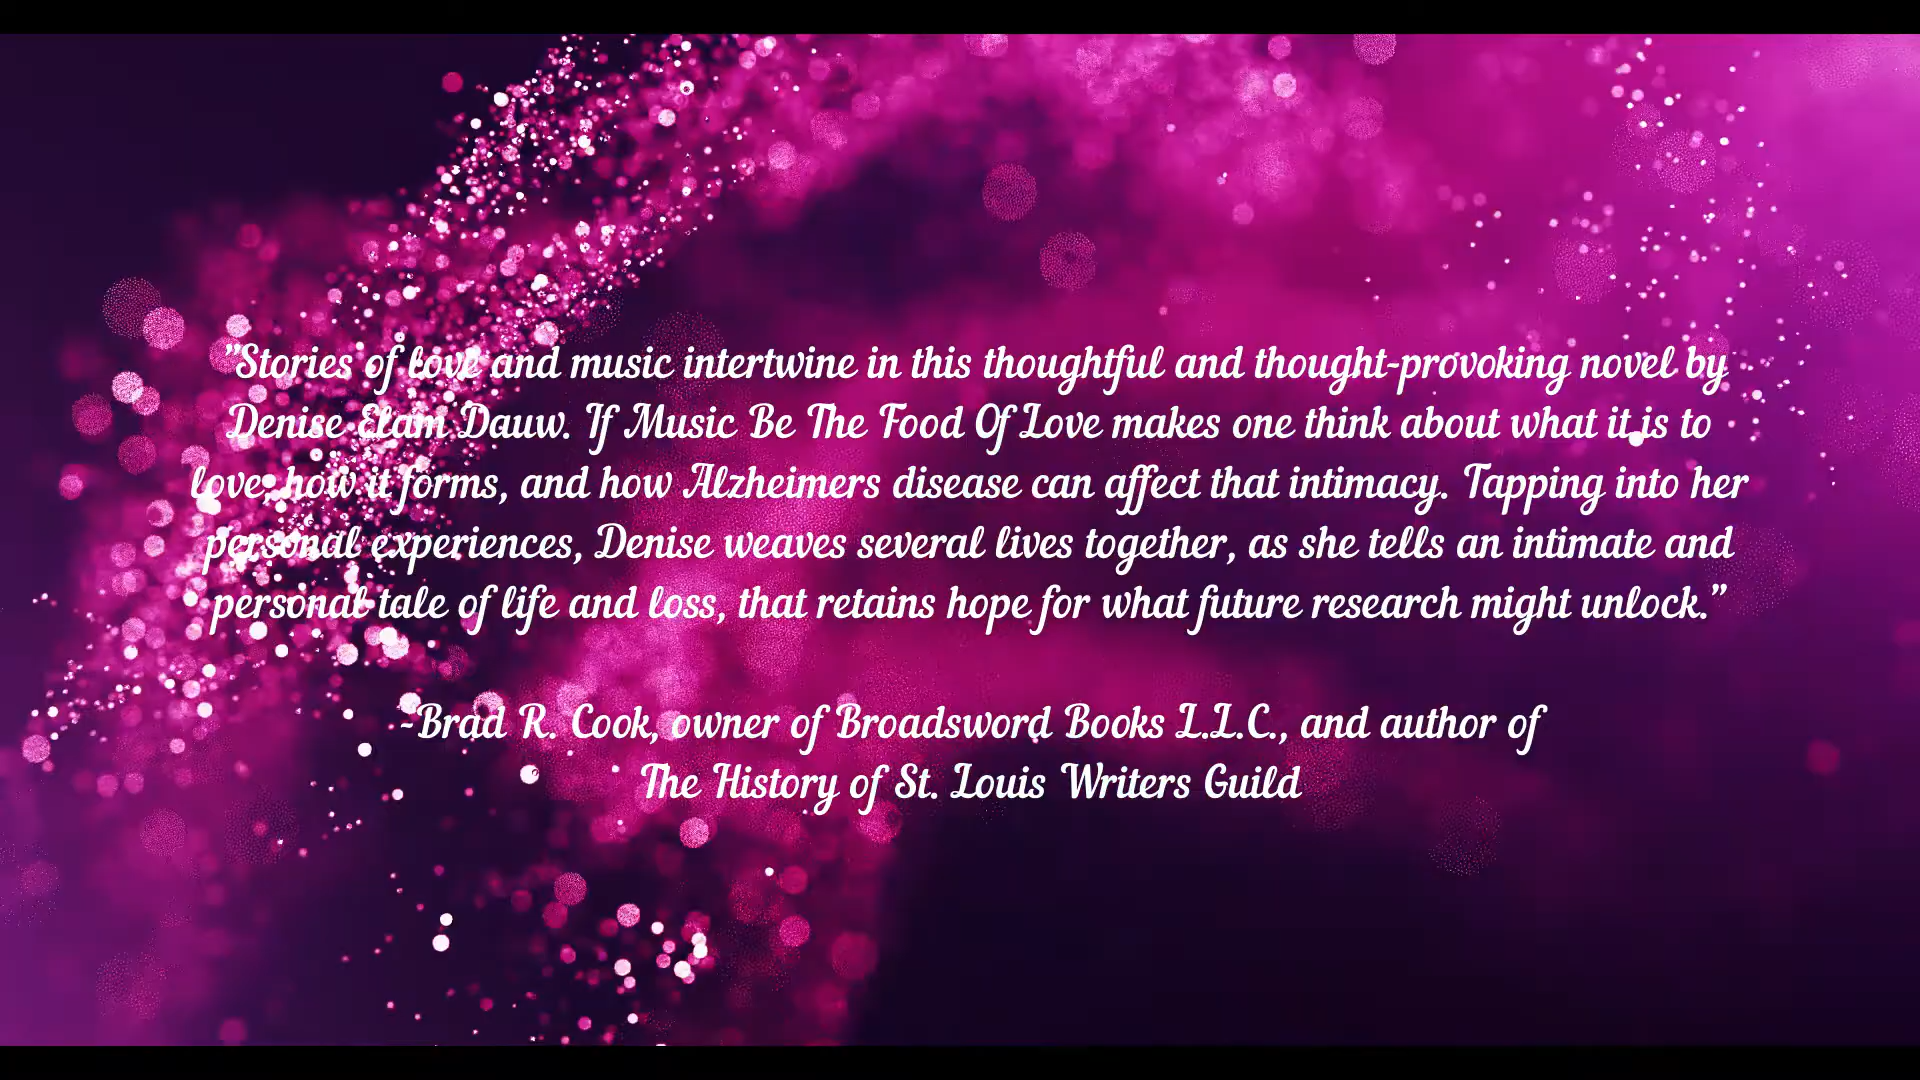 "Stories of love and music intertwine in this thoughtful and thought-provoking novel by
Denise Elam Dauw. If Music Be The Food Of Love makes one think about what it is to
love, how it forms, and how Alzheimers disease can affect that intimacy. Tapping into her
personal experiences, Denise weaves several lives together, as she tells an intimate and
personal tale of life and loss, that retains hope for what future research might unlock.”
~Brad R. Cook, owner of Broadsword Books L.L.C., and author of
The History of St. Louis Writers Guild